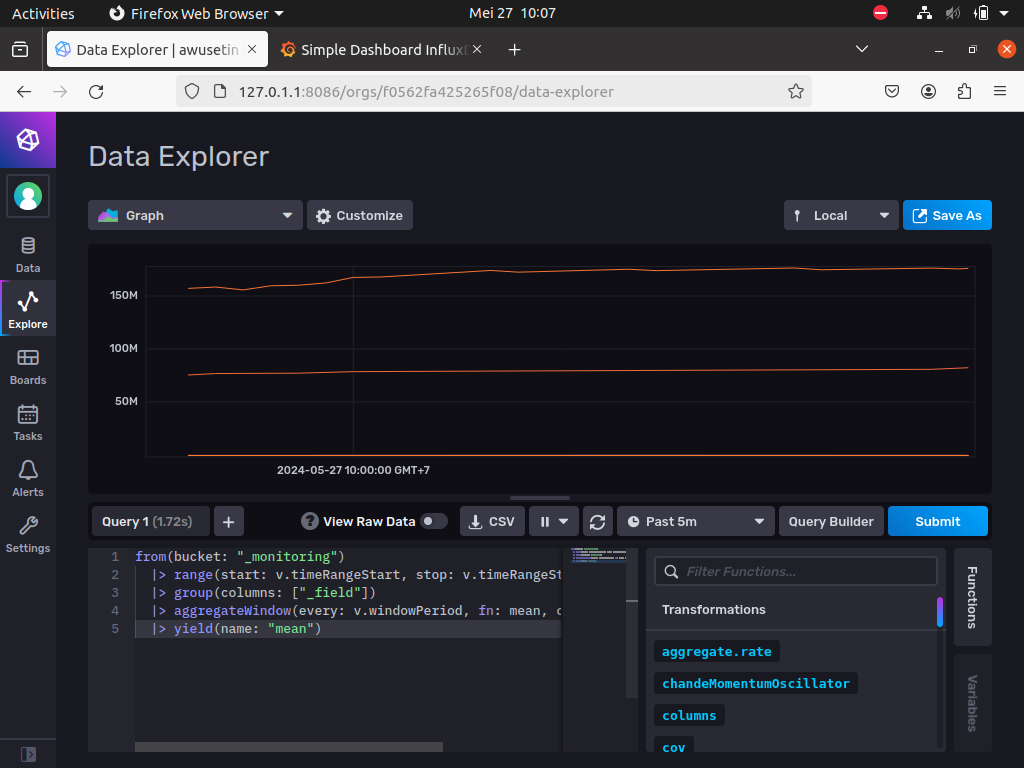 Activities
Firefox Web Browser
Mei 27 10:07
Data Explorer | awusetin
Simple Dashboard Influx
127.0.1.1:8086/orgs/f0562fa425265f08/data-explorer
Data Explorer
Graph
Customize
Local
Save As
Data
Explore
Boards
Tasks
Alerts
Settings
150M
100M
50M
2024-05-27 10:00:00 GMT+7
Query 1 (1.72s)
+
View Raw Data
CSV
Past 5m
Query Builder
Submit
1 from(bucket: "_monitoring")
2 |> range(start: v.timeRangeStart, stop: v.timeRangeSt
3 |> group(columns: ["_field"])
4 |> aggregateWindow(every: v.windowPeriod, fn: mean, c
5 |> yield(name: "mean")
Filter Functions...
Transformations
aggregate.rate
chandeMomentumOscillator
columns
cov
Functions
Variables